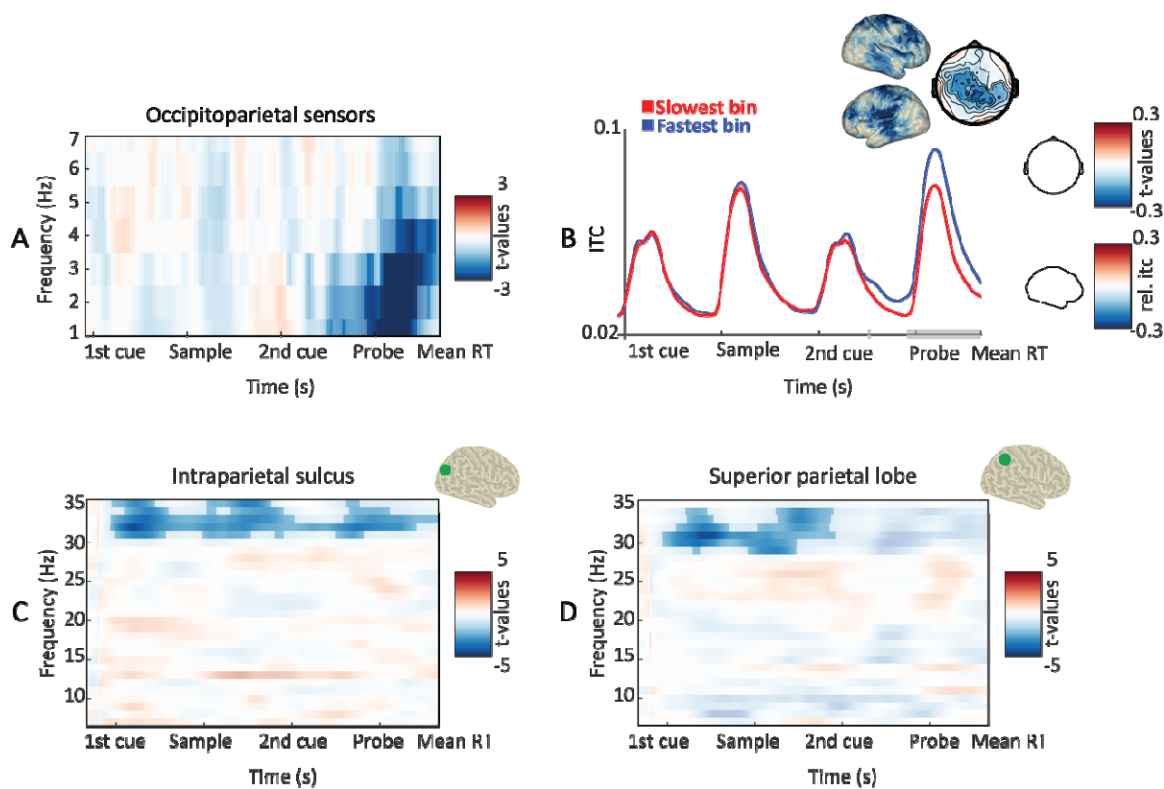 Occipitoparietal sensors
A
Frequency (Hz)
7
6
5
4
3
2
1
1st cue
Sample
2nd cue
Probe
Mean RT
Time (s)
3
t-values
-3
B
Slowest bin
Fastest bin
0.1
ITC
0.02
1st cue
Sample
2nd cue
Probe
Mean RT
Time (s)
0.3
t-values
-0.3
0.3
rel. itc
-0.3
Intraparietal sulcus
C
Frequency (Hz)
35
30
25
20
15
10
1st cue
Sample
2nd cue
Probe
Mean RT
Time (s)
5
t-values
-5
Superior parietal lobe
D
Frequency (Hz)
35
30
25
20
15
10
1st cue
Sample
2nd cue
Probe
Mean RT
Time (s)
5
t-values
-5